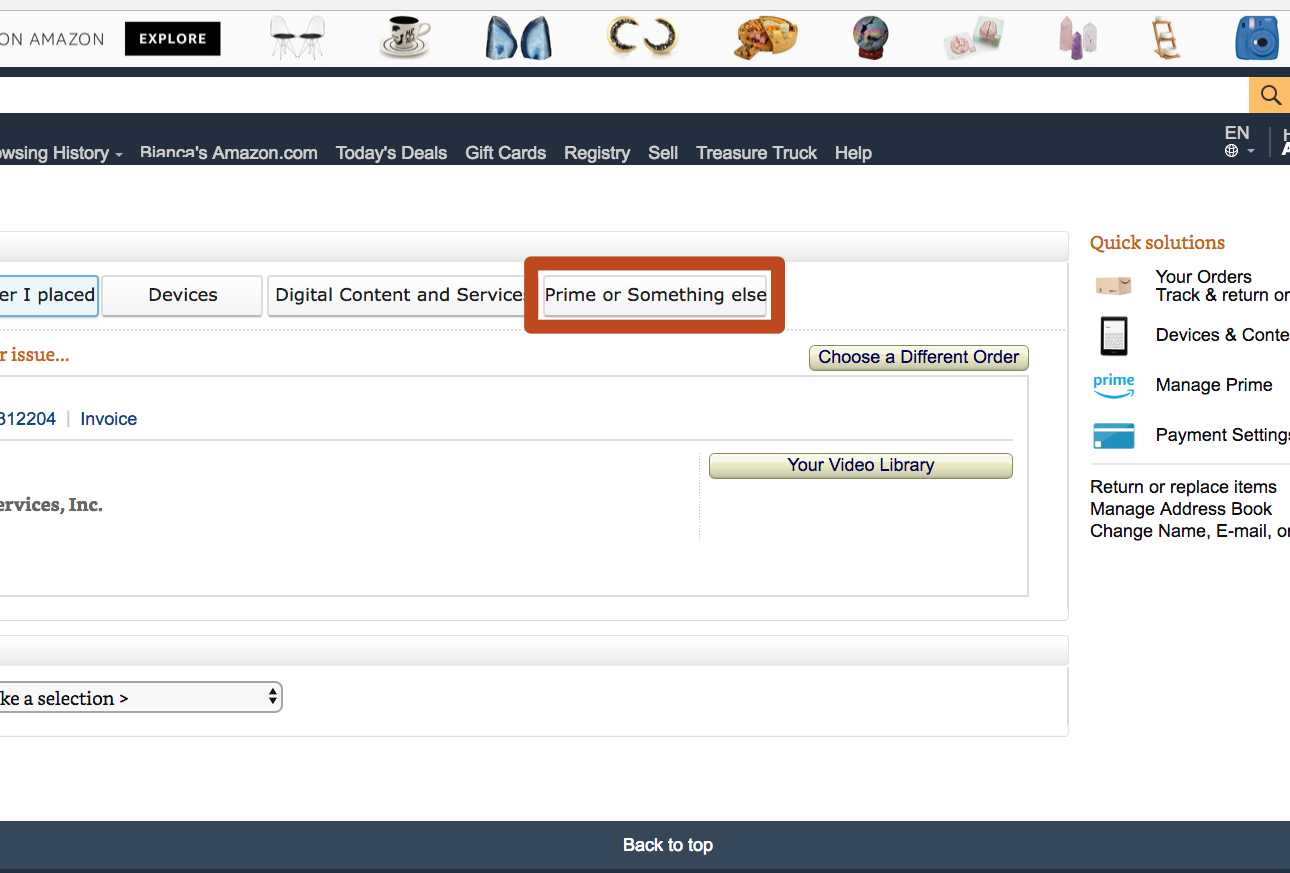 ON AMAZON EXPLORE
wsing History Bianca's Amazon.com Today's Deals Gift Cards Registry Sell Treasure Truck Help EN
er I placed Devices Digital Content and Services Prime or Something else
r issue... Choose a Different Order
312204 | Invoice
Your Video Library
ervices, Inc.
ke a selection >
Quick solutions
Your Orders
Track & return or
Devices & Conte
prime Manage Prime
Payment Settings
Return or replace items
Manage Address Book
Change Name, E-mail, or
Back to top